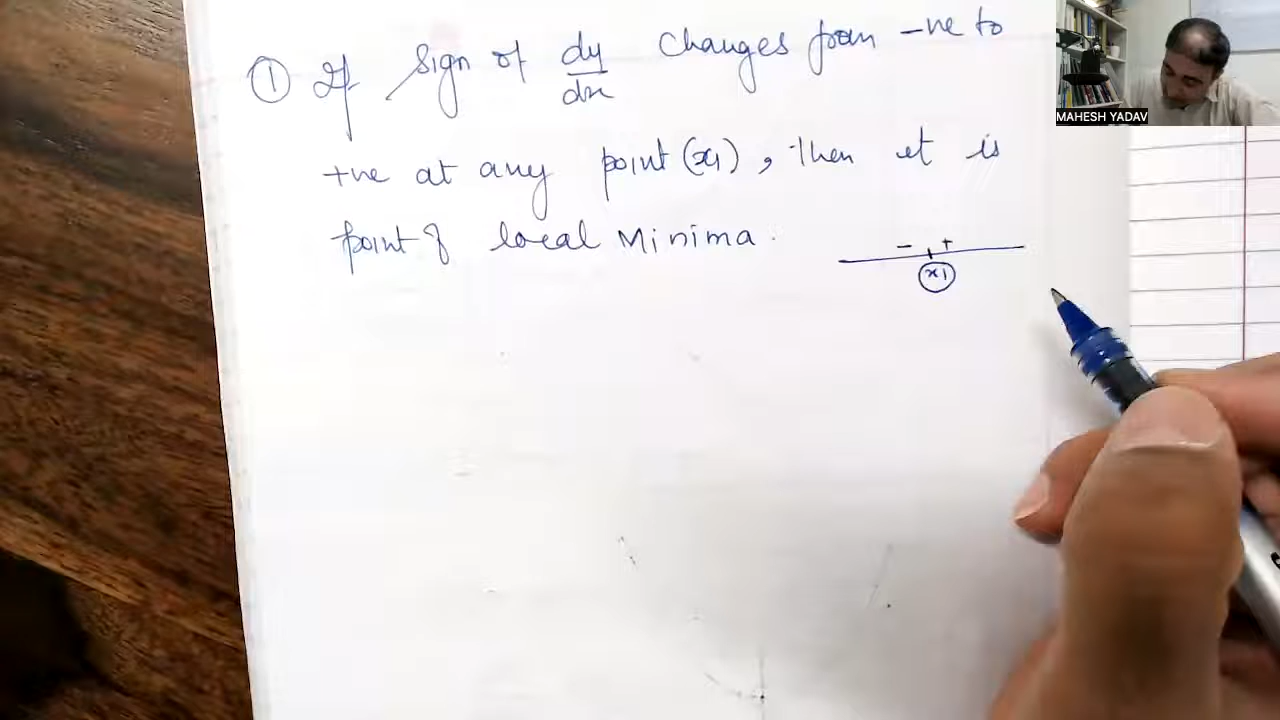 ① If sign of dy/dx changes from -ve to
+ve at any point (x1), then it is
point of local Minima.
- +
x1
MAHESH YADAV